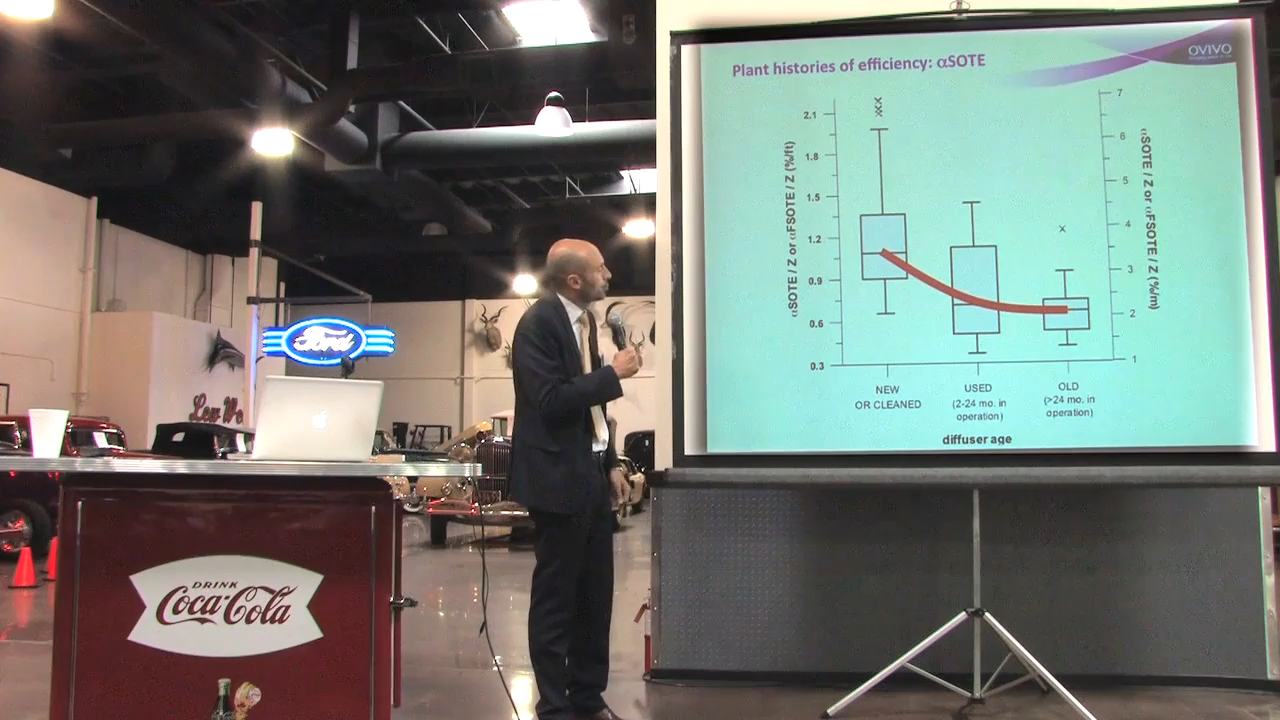 Plant histories of efficiency: αSOTE
OVIVO
αSOTE / Z or αFSOTE / Z (%/ft)
2.1
1.8
1.5
1.2
0.9
0.6
0.3
7
6
5
4
3
2
1
αSOTE / Z or αFSOTE / Z (%/m)
NEW
OR CLEANED
USED
(2-24 mo. in
operation)
OLD
(>24 mo. in
operation)
diffuser age
Ford
DRINK
Coca-Cola